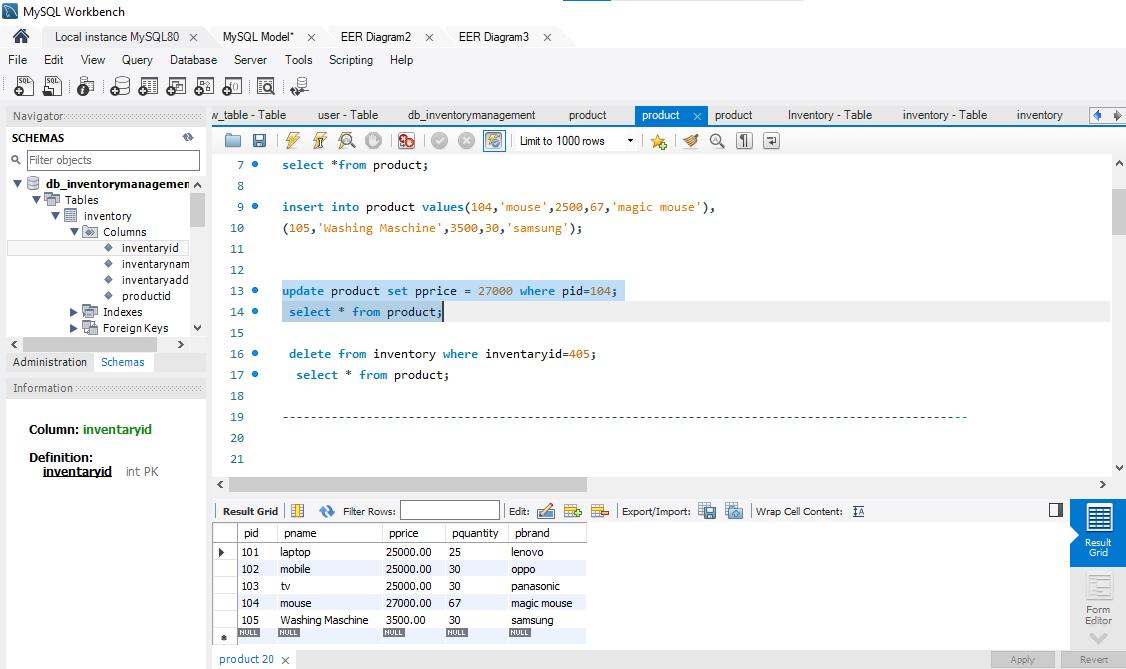 MySQL Workbench
Local instance MySQL80 MySQL Model* EER Diagram2 EER Diagram3
File Edit View Query Database Server Tools Scripting Help
Navigator
SCHEMAS
Filter objects
db_inventorymanagemen
Tables
inventory
Columns
inventaryid
inventarynam
inventaryadd
productid
Indexes
Foreign Keys
Administration Schemas
Information
Column: inventaryid
Definition:
inventaryid int PK
w_table - Table user - Table db_inventorymanagement product product product Inventory - Table inventory - Table inventory
Limit to 1000 rows
7 select *from product;
8
9 insert into product values(104,'mouse',2500,67,'magic mouse'),
10 (105,'Washing Maschine',3500,30,'samsung');
11
12
13 update product set pprice = 27000 where pid=104;
14 select * from product;
15
16 delete from inventory where inventaryid=405;
17 select * from product;
18
19 --------------------------------------------------------------------------------------------------
20
21
Result Grid Filter Rows: Edit: Export/Import: Wrap Cell Content:
pid pname pprice pquantity pbrand
101 laptop 25000.00 25 lenovo
102 mobile 25000.00 30 oppo
103 tv 25000.00 30 panasonic
104 mouse 27000.00 67 magic mouse
105 Washing Maschine 3500.00 30 samsung
NULL NULL NULL NULL NULL
Result
Grid
Form
Editor
product 20
Apply Revert